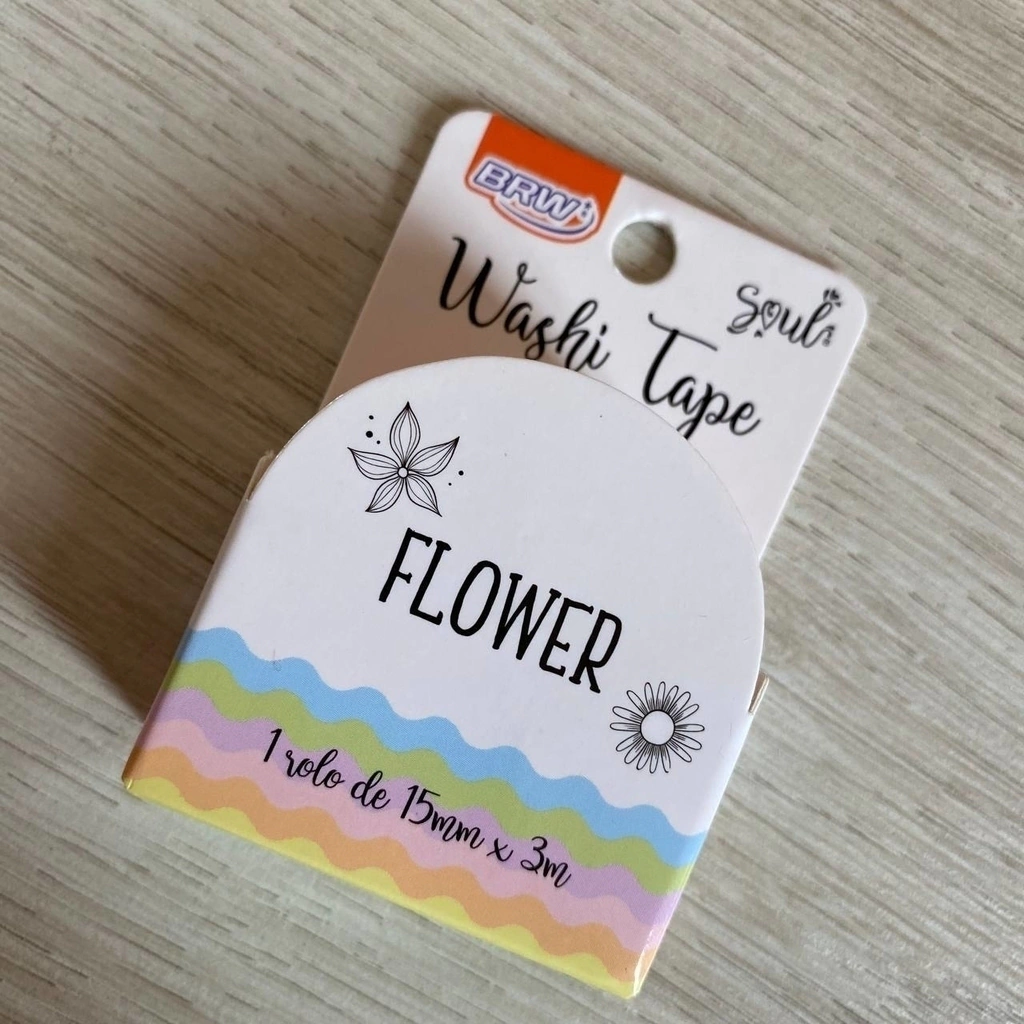 BRW
Soul
Washi Tape
FLOWER
1 rolo de 15mm x 3m